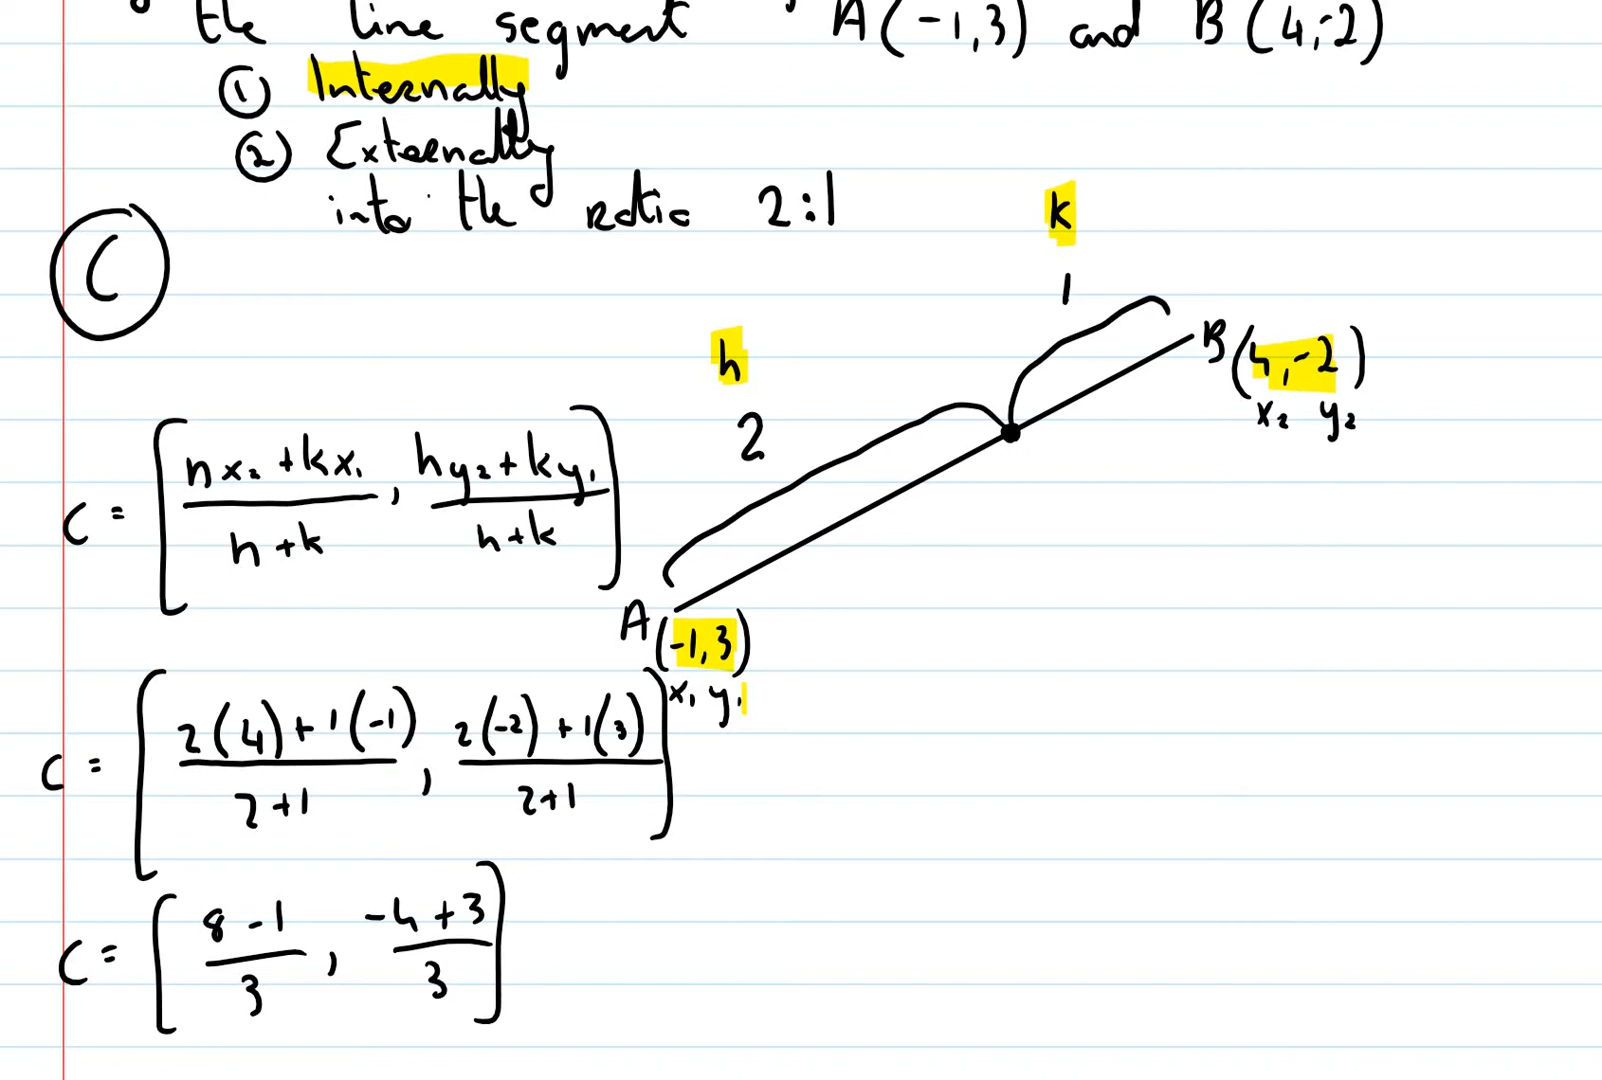 the line segment A(-1,3) and B(4,-2)
① Internally
② Externally
into the ratio 2:1
C
k
1
h
2
B(4,-2)
x₂ y₂
C = [hx₂+kx₁/h+k, hy₂+ky₁/h+k]
A(-1,3)
x₁ y₁
C = [2(4)+1(-1)/2+1, 2(-2)+1(3)/2+1]
C = [8-1/3, -4+3/3]